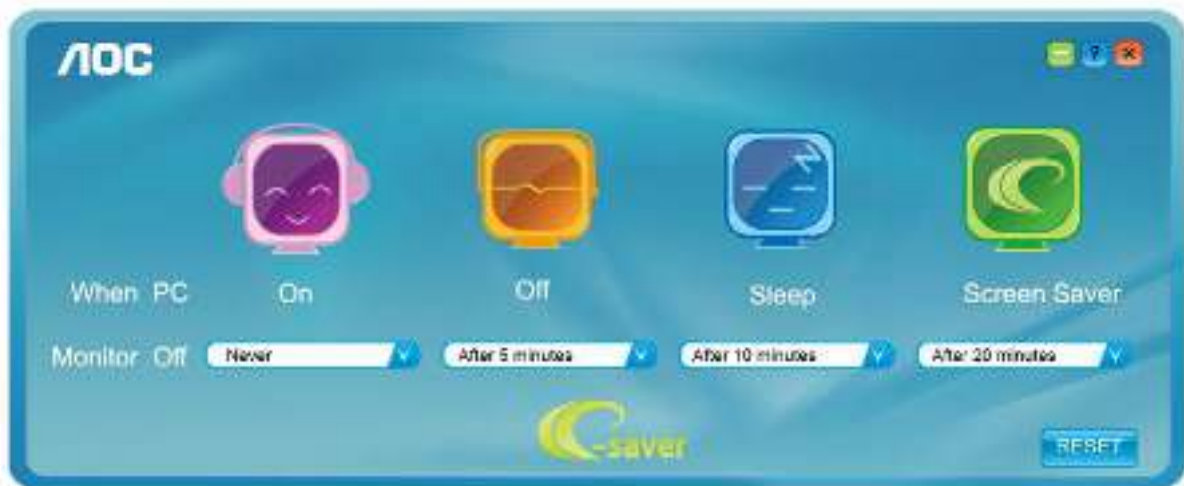 AOC
?
When PC On Off Sleep Screen Saver
Monitor Off Never After 5 minutes After 10 minutes After 20 minutes
e-saver
RESET